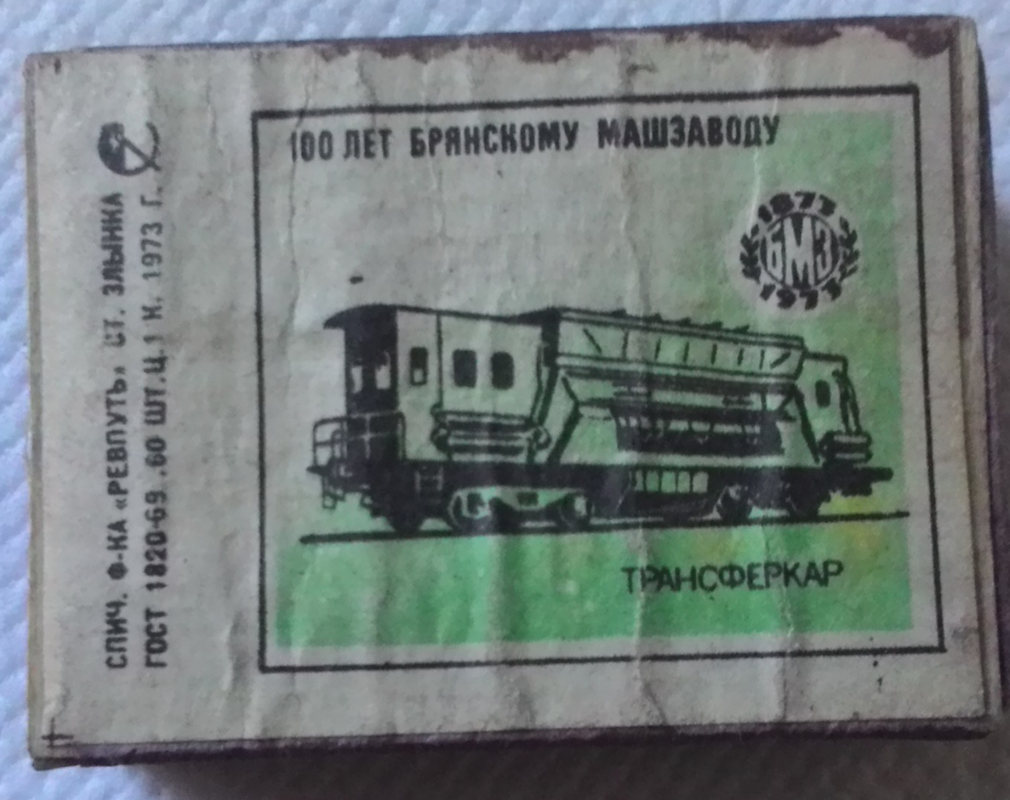 100 ЛЕТ БРЯНСКОМУ МАШЗАВОДУ
1873
БМЗ
1973
ТРАНСФЕРКАР
СПИЧ. Ф-КА «РЕВПУТЬ» СТ. ЗЛЫНКА
ГОСТ 1820-69. 60 ШТ. Ц. 1 К. 1973 Г.